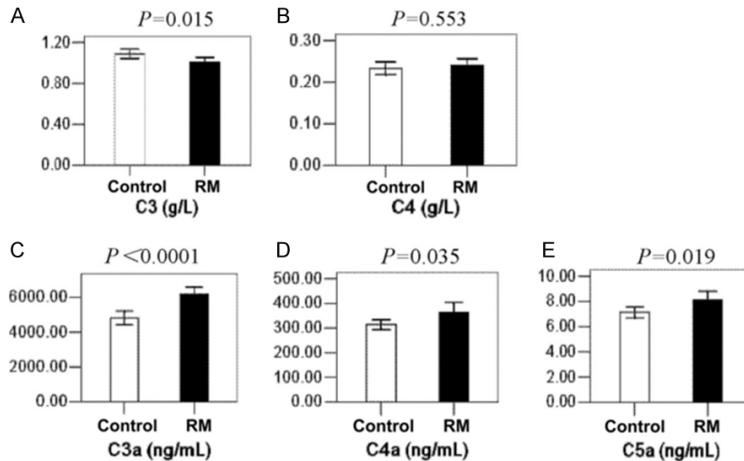 A
P=0.015
1.20
0.80
0.40
0.00
Control RM
C3 (g/L)
B
P=0.553
0.30
0.20
0.10
0.00
Control RM
C4 (g/L)
C
P<0.0001
6000.00
4000.00
2000.00
0.00
Control RM
C3a (ng/mL)
D
P=0.035
500.00
400.00
300.00
200.00
100.00
0.00
Control RM
C4a (ng/mL)
E
P=0.019
10.00
8.00
6.00
4.00
2.00
0.00
Control RM
C5a (ng/mL)